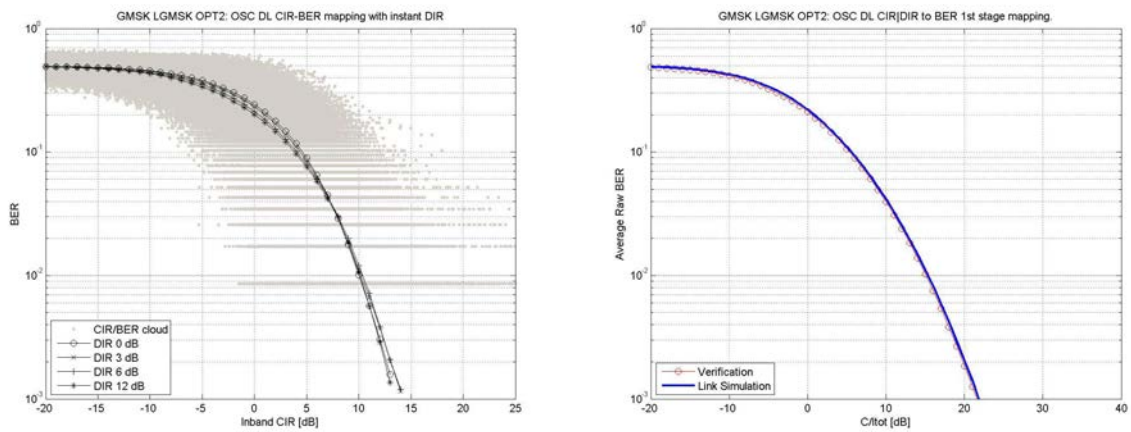 GMSK LGMSK OPT2: OSC DL CIR-BER mapping with instant DIR
10^0
10^-1
10^-2
10^-3
BER
CIR/BER cloud
DIR 0 dB
DIR 3 dB
DIR 6 dB
DIR 12 dB
-20 -15 -10 -5 0 5 10 15 20 25
Inband CIR [dB]
GMSK LGMSK OPT2: OSC DL CIR|DIR to BER 1st stage mapping.
10^0
10^-1
10^-2
10^-3
Average Raw BER
Verification
Link Simulation
-20 -10 0 10 20 30 40
C/Itot [dB]